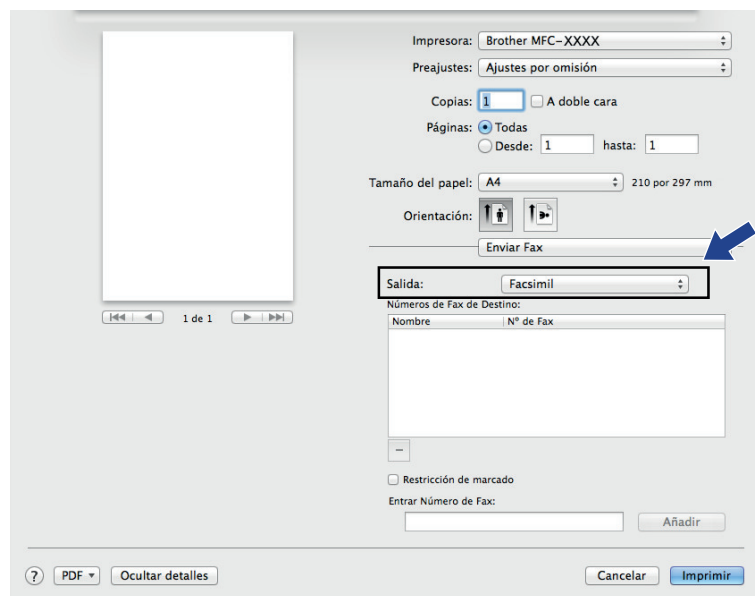 Impresora: Brother MFC-XXXX
Preajustes: Ajustes por omisión
Copias: 1 A doble cara
Páginas: Todas
Desde: 1 hasta: 1
Tamaño del papel: A4 210 por 297 mm
Orientación:
Enviar Fax
Salida: Facsimil
Números de Fax de Destino:
Nombre Nº de Fax
1 de 1
Restricción de marcado
Entrar Número de Fax:
Añadir
? PDF Ocultar detalles Cancelar Imprimir